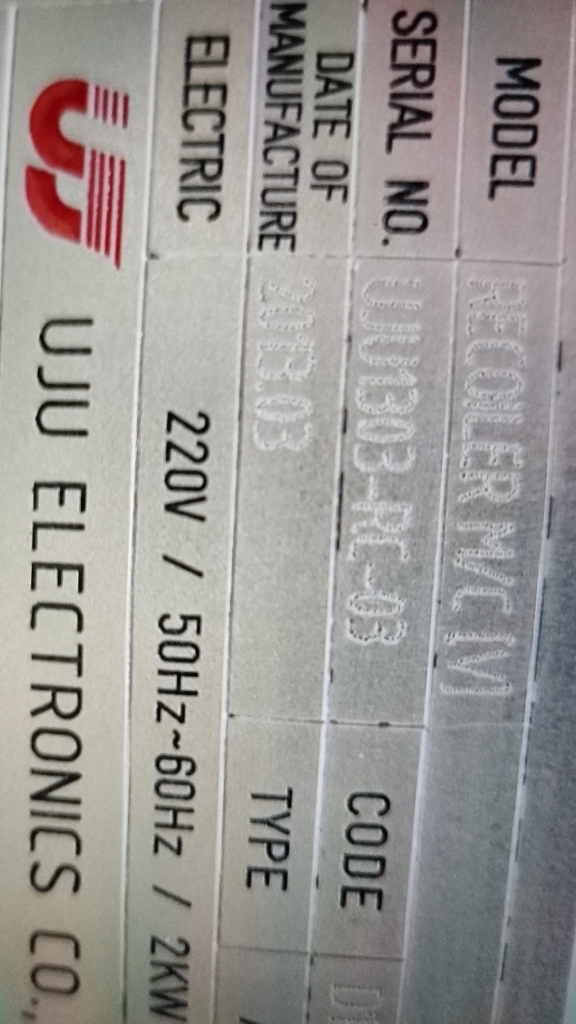 MODEL RECOILER M/C (V)
SERIAL NO. UJU1303-RC-03 CODE
DATE OF MANUFACTURE 2013.03 TYPE
ELECTRIC 220V / 50Hz~60Hz / 2KW
UJU ELECTRONICS CO.,